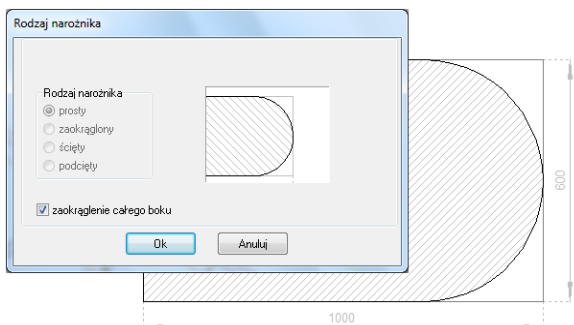 Rodzaj narożnika
Rodzaj narożnika
prosty
zaokrąglony
ścięty
podcięty
zaokrąglenie całego boku
Ok
Anuluj
600
1000